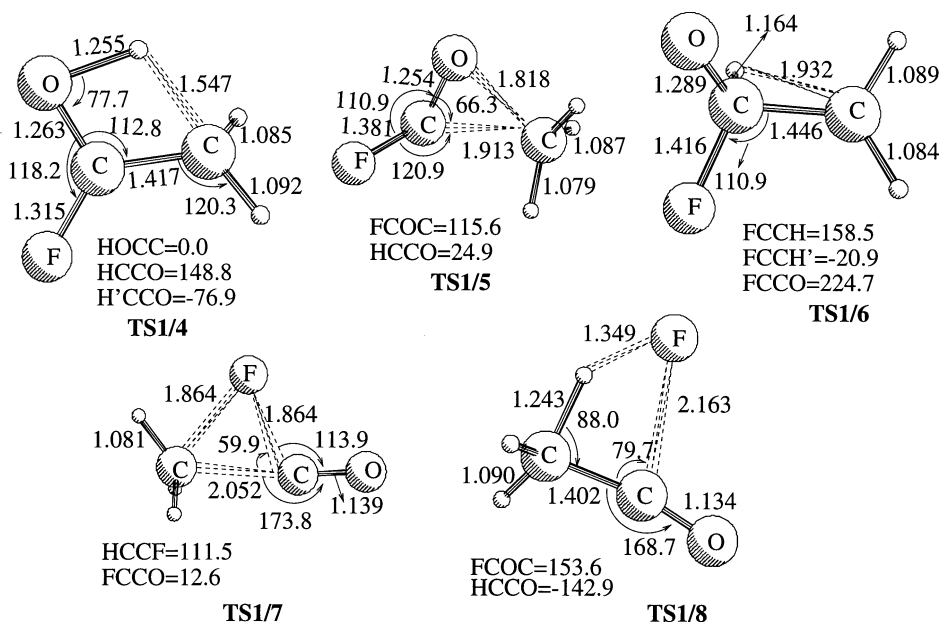 1.255
O
1.547
77.7
1.263
112.8
C
1.085
118.2
C
1.417
1.092
1.315
120.3
F
HOCC=0.0
HCCO=148.8
H'CCO=-76.9
TS1/4
O
1.254
1.818
110.9
66.3
1.381
C
C
1.087
F
1.913
120.9
1.079
FCOC=115.6
HCCO=24.9
TS1/5
O
1.164
1.932
1.289
1.089
C
C
1.416
1.446
1.084
110.9
F
FCCH=158.5
FCCH'=-20.9
FCCO=224.7
TS1/6
F
1.864
1.864
1.081
59.9
113.9
C
C
O
2.052
1.139
173.8
HCCF=111.5
FCCO=12.6
TS1/7
1.349
F
1.243
2.163
88.0
C
79.7
1.090
C
1.134
1.402
O
168.7
FCOC=153.6
HCCO=-142.9
TS1/8